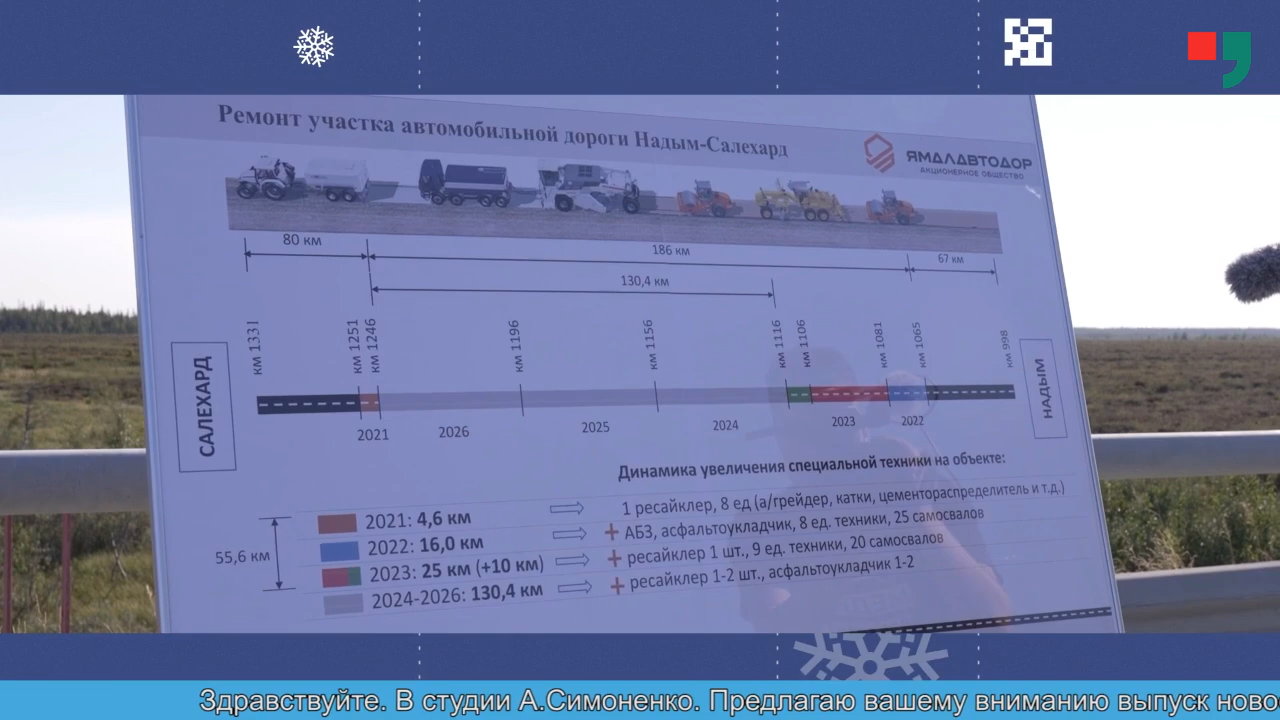 Ремонт участка автомобильной дороги Надым-Салехард
ЯМАЛАВТОДОР
АКЦИОНЕРНОЕ ОБЩЕСТВО
80 км
186 км
67 км
130,4 км
км 1331
км 1251
км 1246
км 1196
км 1156
км 1116
км 1106
км 1081
км 1065
км 998
САЛЕХАРД
НАДЫМ
2021
2026
2025
2024
2023
2022
Динамика увеличения специальной техники на объекте:
55,6 км
2021: 4,6 км
1 ресайклер, 8 ед (а/грейдер, катки, цементораспределитель и т.д.)
2022: 16,0 км
+ АБЗ, асфальтоукладчик, 8 ед. техники, 25 самосвалов
2023: 25 км (+10 км)
+ ресайклер 1 шт., 9 ед. техники, 20 самосвалов
2024-2026: 130,4 км
+ ресайклер 1-2 шт., асфальтоукладчик 1-2
Здравствуйте. В студии А.Симоненко. Предлагаю вашему вниманию выпуск ново